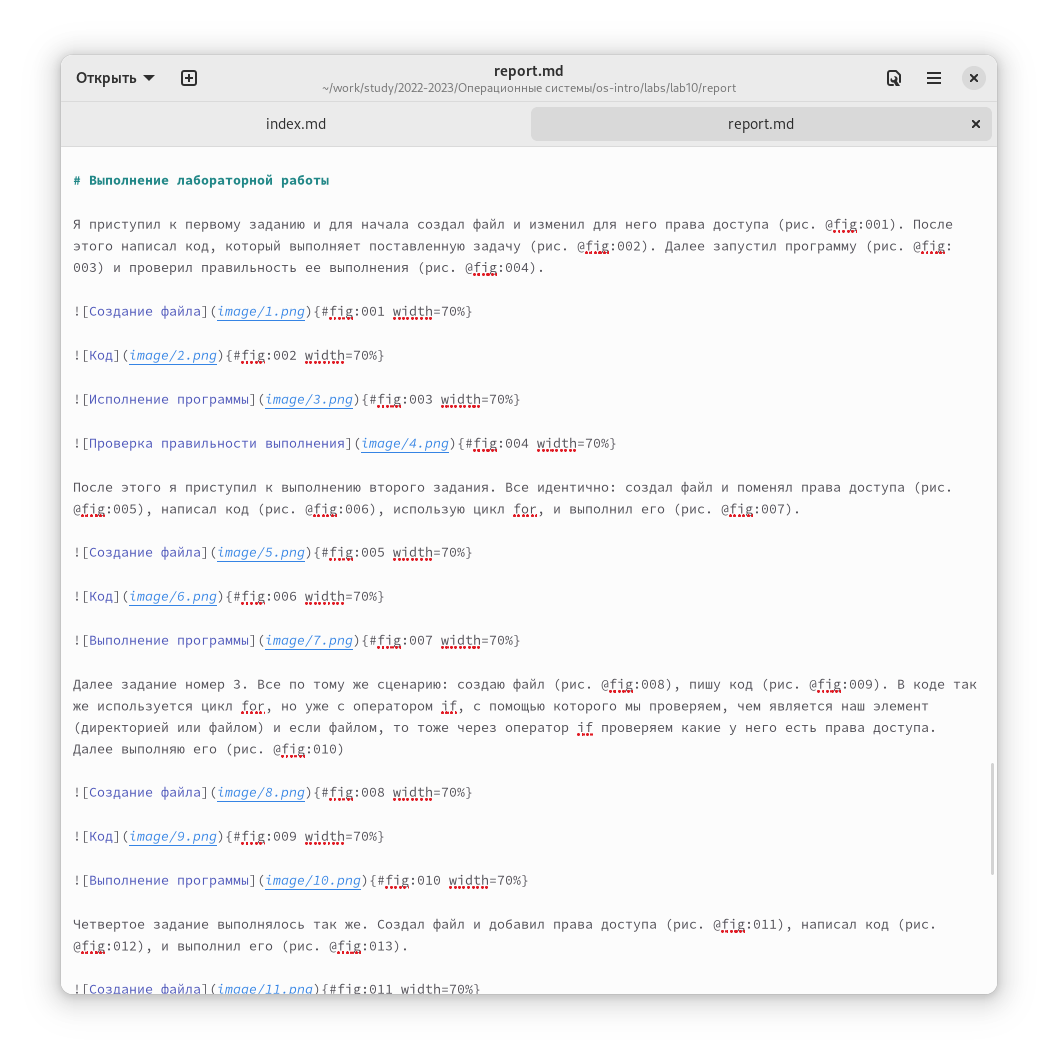 Открыть
report.md
~/work/study/2022-2023/Операционные системы/os-intro/labs/lab10/report
index.md
report.md
# Выполнение лабораторной работы
Я приступил к первому заданию и для начала создал файл и изменил для него права доступа (рис. @fig:001). После
этого написал код, который выполняет поставленную задачу (рис. @fig:002). Далее запустил программу (рис. @fig:
003) и проверил правильность ее выполнения (рис. @fig:004).
![Создание файла](image/1.png){#fig:001 width=70%}
![Код](image/2.png){#fig:002 width=70%}
![Исполнение программы](image/3.png){#fig:003 width=70%}
![Проверка правильности выполнения](image/4.png){#fig:004 width=70%}
После этого я приступил к выполнению второго задания. Все идентично: создал файл и поменял права доступа (рис.
@fig:005), написал код (рис. @fig:006), использую цикл for, и выполнил его (рис. @fig:007).
![Создание файла](image/5.png){#fig:005 width=70%}
![Код](image/6.png){#fig:006 width=70%}
![Выполнение программы](image/7.png){#fig:007 width=70%}
Далее задание номер 3. Все по тому же сценарию: создаю файл (рис. @fig:008), пишу код (рис. @fig:009). В коде так
же используется цикл for, но уже с оператором if, с помощью которого мы проверяем, чем является наш элемент
(директорией или файлом) и если файлом, то тоже через оператор if проверяем какие у него есть права доступа.
Далее выполняю его (рис. @fig:010)
![Создание файла](image/8.png){#fig:008 width=70%}
![Код](image/9.png){#fig:009 width=70%}
![Выполнение программы](image/10.png){#fig:010 width=70%}
Четвертое задание выполнялось так же. Создал файл и добавил права доступа (рис. @fig:011), написал код (рис.
@fig:012), и выполнил его (рис. @fig:013).
![Создание файла](image/11.png){#fig:011 width=70%}